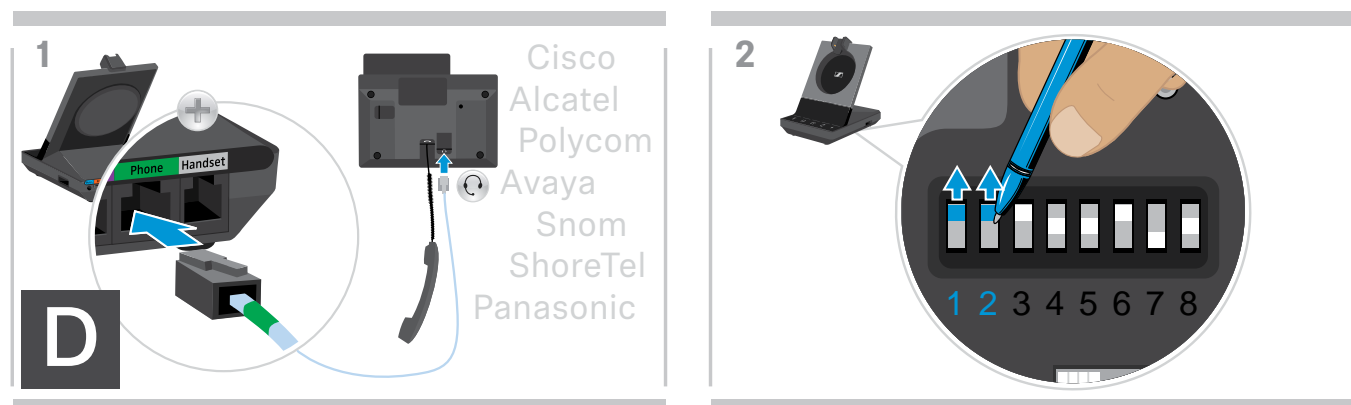 1
Phone
Handset
Cisco
Alcatel
Polycom
Avaya
Snom
ShoreTel
Panasonic
D
2
1 2 3 4 5 6 7 8